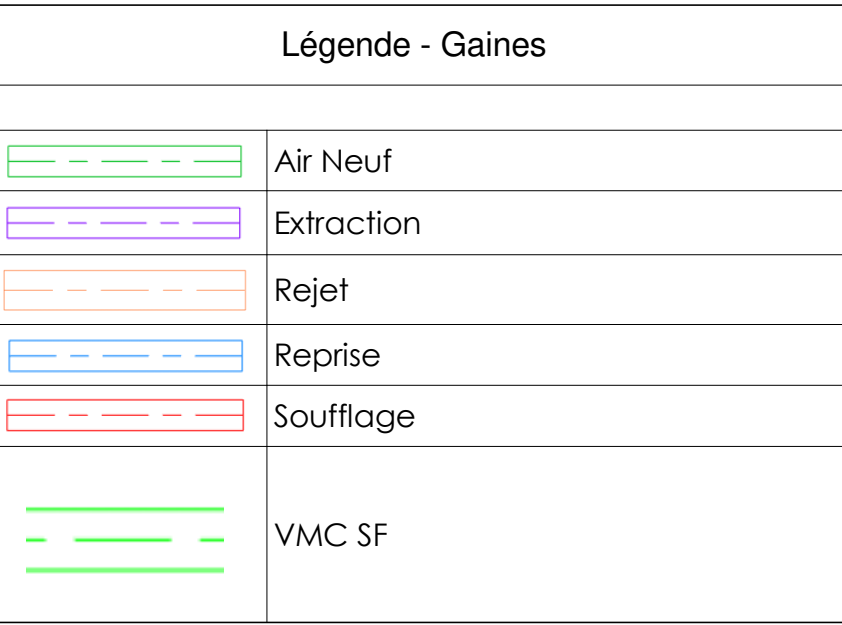 Légende - Gaines
Air Neuf
Extraction
Rejet
Reprise
Soufflage
VMC SF